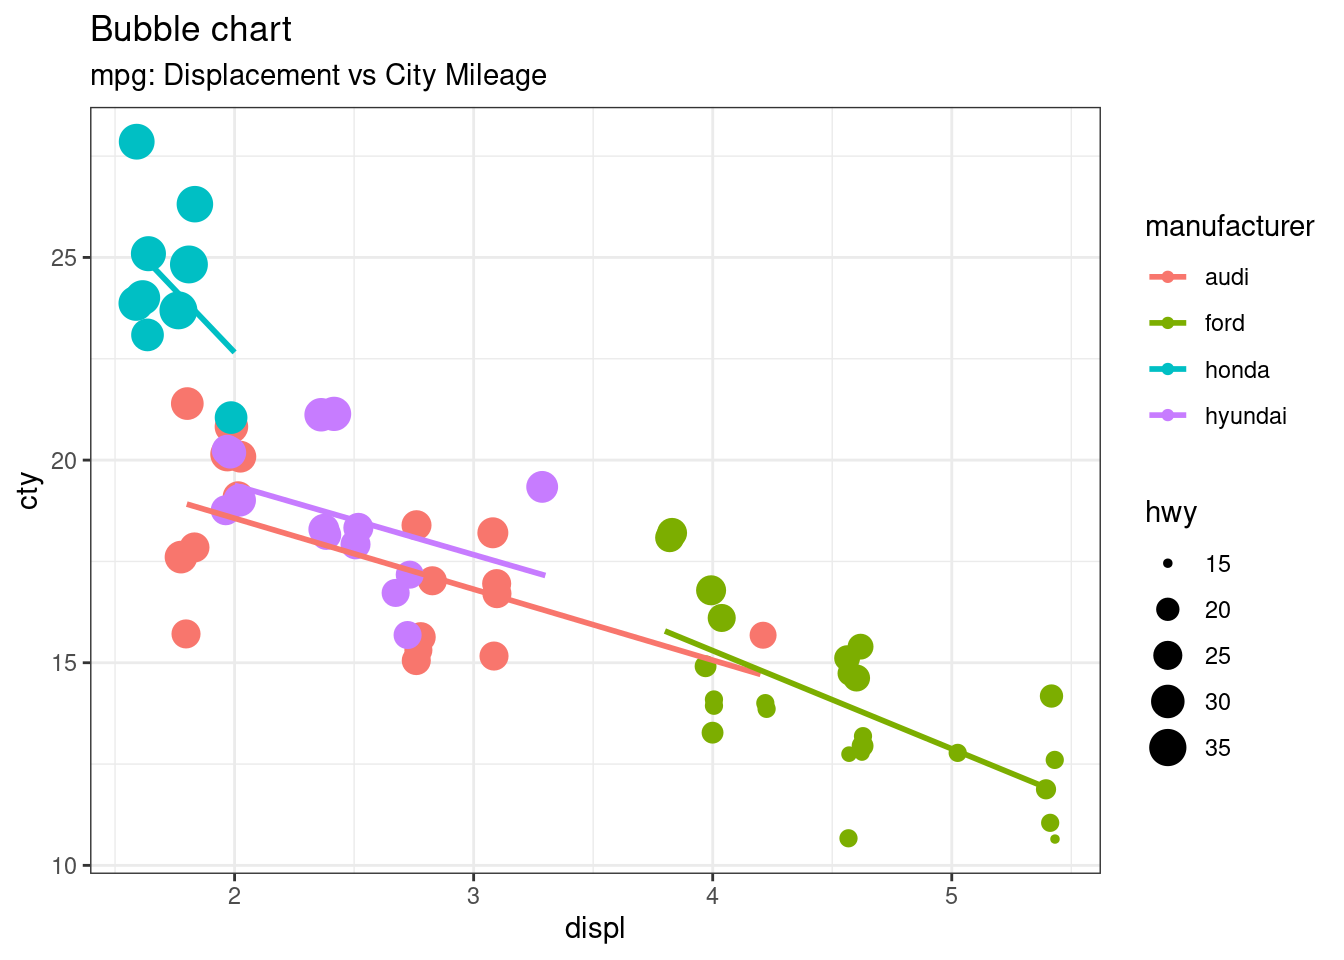 Bubble chart
mpg: Displacement vs City Mileage
25
20
15
10
cty
2 3 4 5
displ
manufacturer
audi
ford
honda
hyundai
hwy
15
20
25
30
35